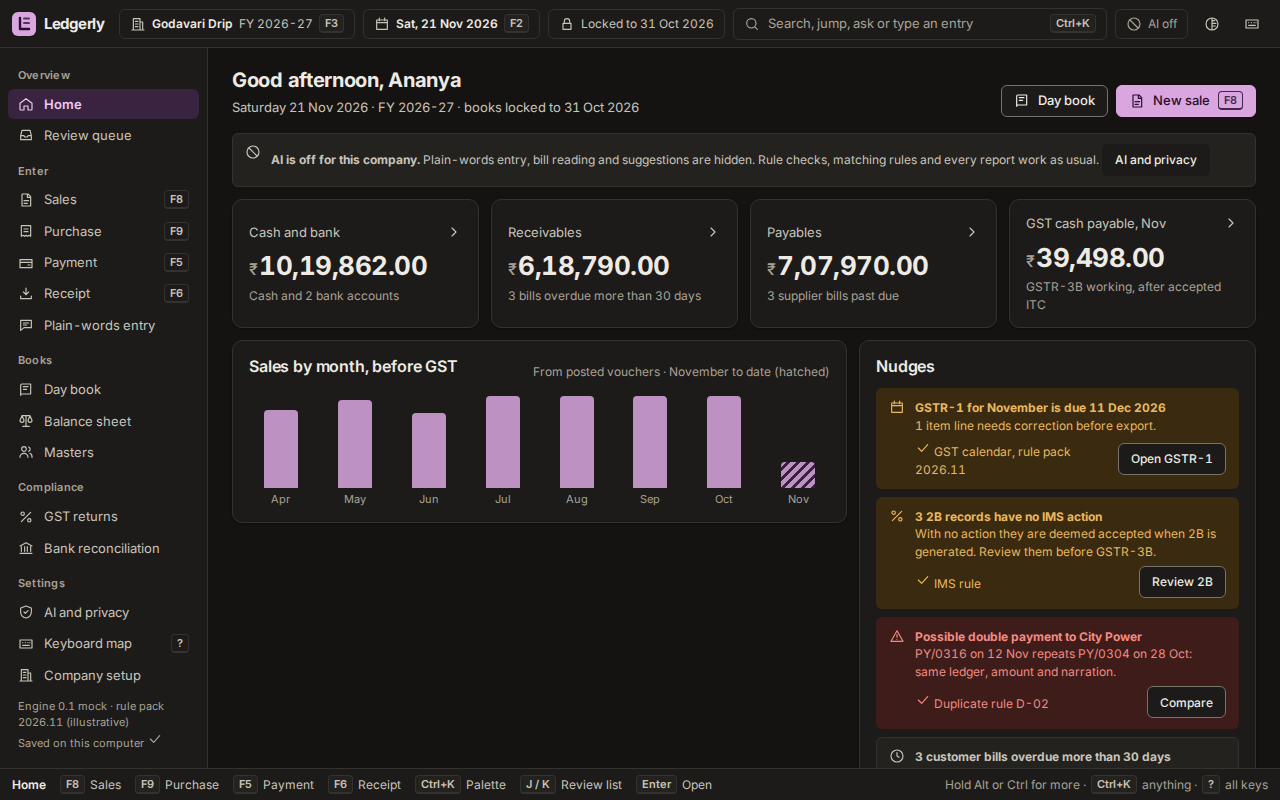 Ledgerly
Godavari Drip FY 2026-27 F3
Sat, 21 Nov 2026 F2
Locked to 31 Oct 2026
Search, jump, ask or type an entry Ctrl+K
AI off
Overview
Home
Review queue
Enter
Sales F8
Purchase F9
Payment F5
Receipt F6
Plain-words entry
Books
Day book
Balance sheet
Masters
Compliance
GST returns
Bank reconciliation
Settings
AI and privacy
Keyboard map ?
Company setup
Engine 0.1 mock · rule pack
2026.11 (illustrative)
Saved on this computer
Good afternoon, Ananya
Saturday 21 Nov 2026 · FY 2026-27 · books locked to 31 Oct 2026
Day book
New sale F8
AI is off for this company. Plain-words entry, bill reading and suggestions are hidden. Rule checks, matching rules and every report work as usual.
AI and privacy
Cash and bank
₹10,19,862.00
Cash and 2 bank accounts
Receivables
₹6,18,790.00
3 bills overdue more than 30 days
Payables
₹7,07,970.00
3 supplier bills past due
GST cash payable, Nov
₹39,498.00
GSTR-3B working, after accepted
ITC
Sales by month, before GST
From posted vouchers · November to date (hatched)
Apr May Jun Jul Aug Sep Oct Nov
Nudges
GSTR-1 for November is due 11 Dec 2026
1 item line needs correction before export.
GST calendar, rule pack
2026.11
Open GSTR-1
3 2B records have no IMS action
With no action they are deemed accepted when 2B is
generated. Review them before GSTR-3B.
IMS rule
Review 2B
Possible double payment to City Power
PY/0316 on 12 Nov repeats PY/0304 on 28 Oct:
same ledger, amount and narration.
Duplicate rule D-02
Compare
3 customer bills overdue more than 30 days
Home F8 Sales F9 Purchase F5 Payment F6 Receipt Ctrl+K Palette J / K Review list Enter Open
Hold Alt or Ctrl for more · Ctrl+K anything · ? all keys